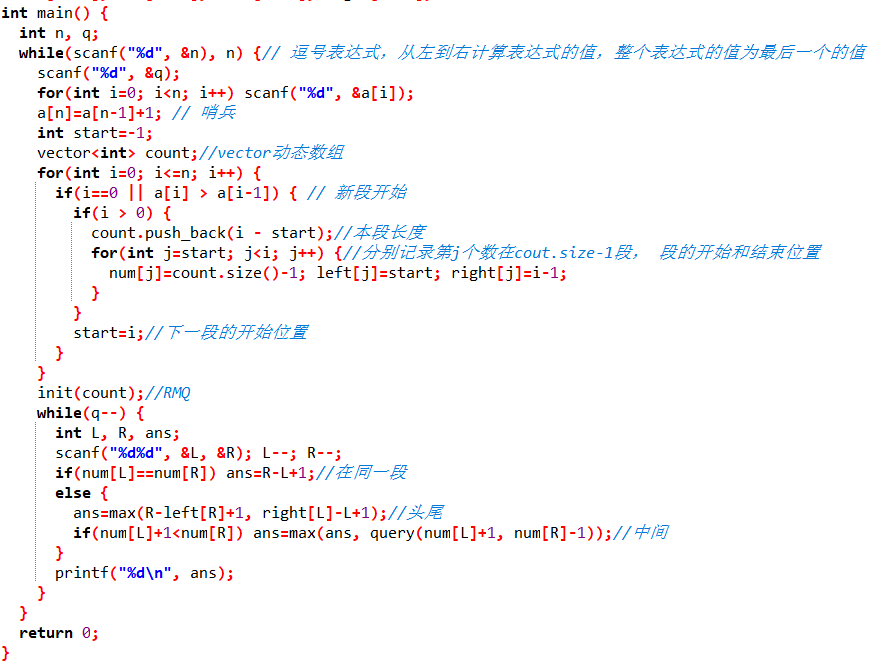 int main() {
  int n, q;
  while(scanf("%d", &n), n) {// 逗号表达式，从左到右计算表达式的值，整个表达式的值为最后一个的值
    scanf("%d", &q);
    for(int i=0; i<n; i++) scanf("%d", &a[i]);
    a[n]=a[n-1]+1; // 哨兵
    int start=-1;
    vector<int> count;//vector动态数组
    for(int i=0; i<=n; i++) {
      if(i==0 || a[i] > a[i-1]) { // 新段开始
        if(i > 0) {
          count.push_back(i - start);//本段长度
          for(int j=start; j<i; j++) {//分别记录第j个数在cout.size-1段， 段的开始和结束位置
            num[j]=count.size()-1; left[j]=start; right[j]=i-1;
          }
        }
        start=i;//下一段的开始位置
      }
    }
    init(count);//RMQ
    while(q--) {
      int L, R, ans;
      scanf("%d%d", &L, &R); L--; R--;
      if(num[L]==num[R]) ans=R-L+1;//在同一段
      else {
        ans=max(R-left[R]+1, right[L]-L+1);//头尾
        if(num[L]+1<num[R]) ans=max(ans, query(num[L]+1, num[R]-1));//中间
      }
      printf("%d\n", ans);
    }
  }
  return 0;
}